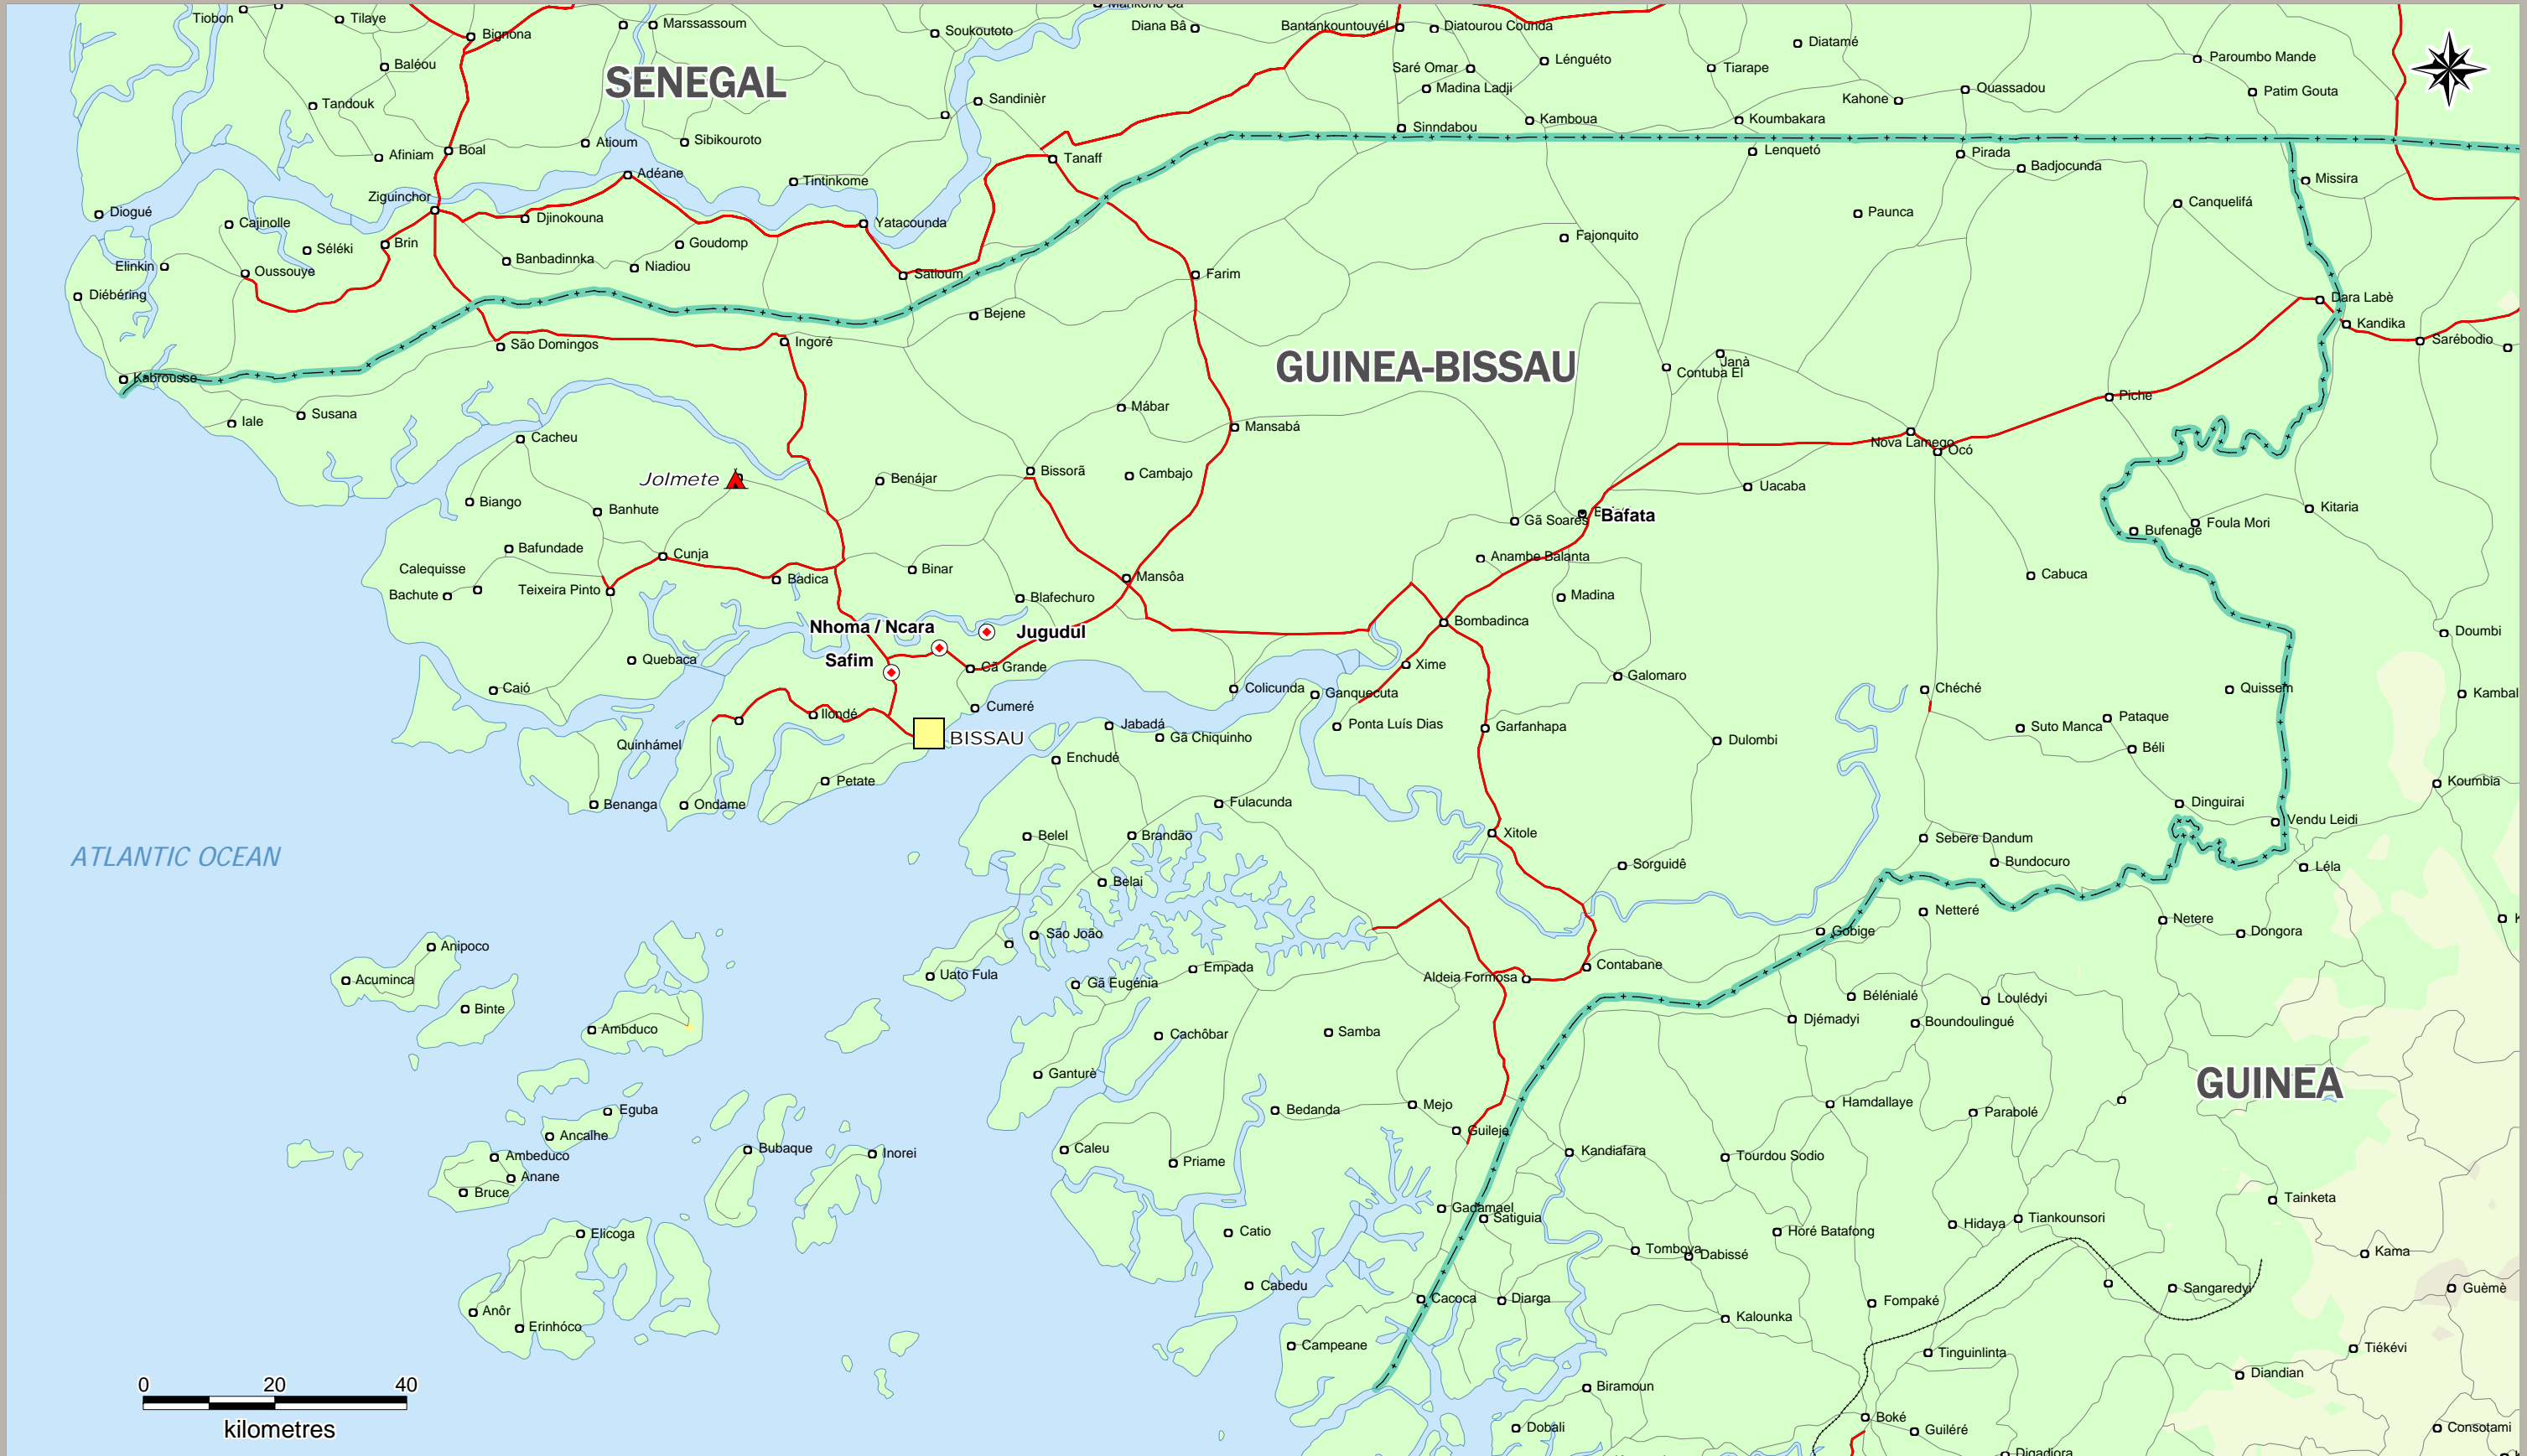 Tiobon
Tilaye
Bignona
Marssassoum
Soukoutoto
Diana Bâ
Bantankountouyél
Diatourou Counda
Diatamé
Paroumbo Mande
Baléou
SENEGAL
Saré Omar
Lénguéto
Tiarape
Madina Ladji
Kahone
Ouassadou
Patim Gouta
Tandouk
Sandinièr
Kamboua
Koumbakara
Sinndabou
Afiniam
Boal
Atioum
Sibikouroto
Tanaff
Lenquetó
Pirada
Badjocunda
Adéane
Tintinkome
Missira
Ziguinchor
Canquelifá
Diogué
Cajinolle
Djinokouna
Yatacounda
Paunca
Séléki
Brin
Goudomp
Fajonquito
Elinkin
Oussouye
Banbadinnka
Niadiou
Satioum
Farim
Diébéring
Dara Labè
Bejene
Kandika
São Domingos
Ingoré
Sarébodio
GUINEA-BISSAU
Janà
Contuba El
Kabrousse
Piche
Iale
Susana
Mábar
Mansabá
Cacheu
Nova Lamego
Ocó
Jolmete
Benájar
Bissorã
Cambajo
Uacaba
Biango
Banhute
Gã Soares
Bafata
Kitaria
Foula Mori
Bufenage
Bafundade
Cunja
Anambe Balanta
Calequisse
Binar
Badica
Mansôa
Cabuca
Bachute
Teixeira Pinto
Blafechuro
Madina
Nhoma / Ncara
Jugudul
Bombadinca
Doumbi
Quebaca
Safim
Cã Grande
Xime
Galomaro
Caió
Colicunda
Ganquecuta
Chéché
Quissem
Kambal
Ilondé
Cumeré
Jabadá
Ponta Luís Dias
Garfanhapa
Suto Manca
Pataque
Quinhámel
BISSAU
Gã Chiquinho
Dulombi
Béli
Enchudé
Petate
Koumbia
Benanga
Ondame
Fulacunda
Dinguirai
Vendu Leidi
Belel
Brandão
Xitole
Sebere Dandum
ATLANTIC OCEAN
Sorguidê
Bundocuro
Léla
Belai
Netteré
Netere
Dongora
São João
Gobige
Anipoco
Uato Fula
Empada
Contabane
Acuminca
Gã Eugénia
Aldeia Formosa
Bélénialé
Loulédyi
Binte
Ambduco
Cachôbar
Samba
Djémadyi
Boundoulingué
Ganturè
GUINEA
Eguba
Bedanda
Mejo
Hamdallaye
Parabolé
Ancalhe
Guileje
Ambeduco
Bubaque
Inorei
Caleu
Priame
Kandiafara
Tourdou Sodio
Anane
Bruce
Tainketa
Gadamael
Satiguia
Elicoga
Catio
Horé Batafong
Hidaya
Tiankounsori
Tomboya
Dabissé
Kama
Cabedu
Sangaredyi
Guèmè
Anôr
Erinhóco
Cacoca
Diarga
Kalounka
Fompaké
Campeane
Tinguinlinta
Tiékévi
Diandian
0 20 40
kilometres
Biramoun
Dobali
Boké
Guiléré
Consotami
Digadiora